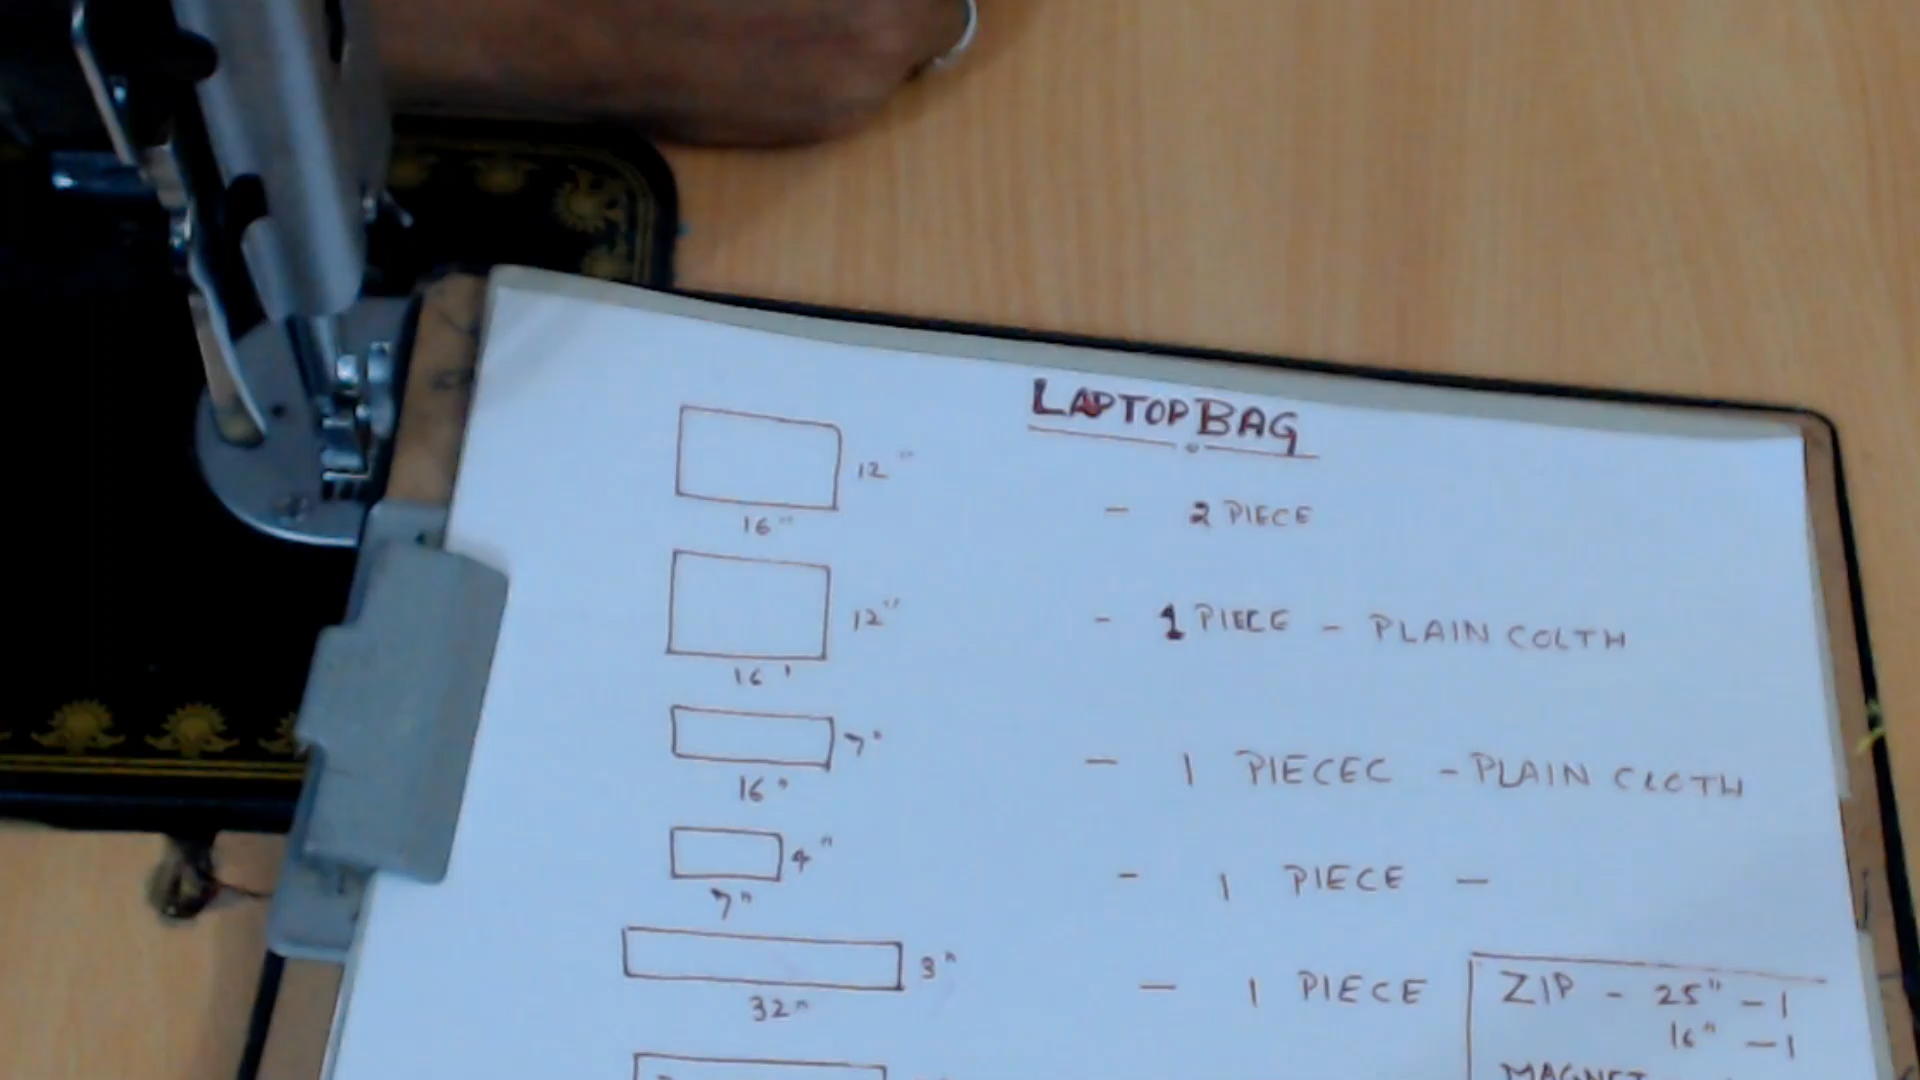 LAPTOP BAG
12"
16"
- 2 PIECE
12"
16'
- 1 PIECE - PLAIN COLTH
7"
16"
- 1 PIECEC - PLAIN CLOTH
4"
7"
- 1 PIECE -
3"
32"
- 1 PIECE
ZIP - 25" - 1
16" - 1
MAGNET